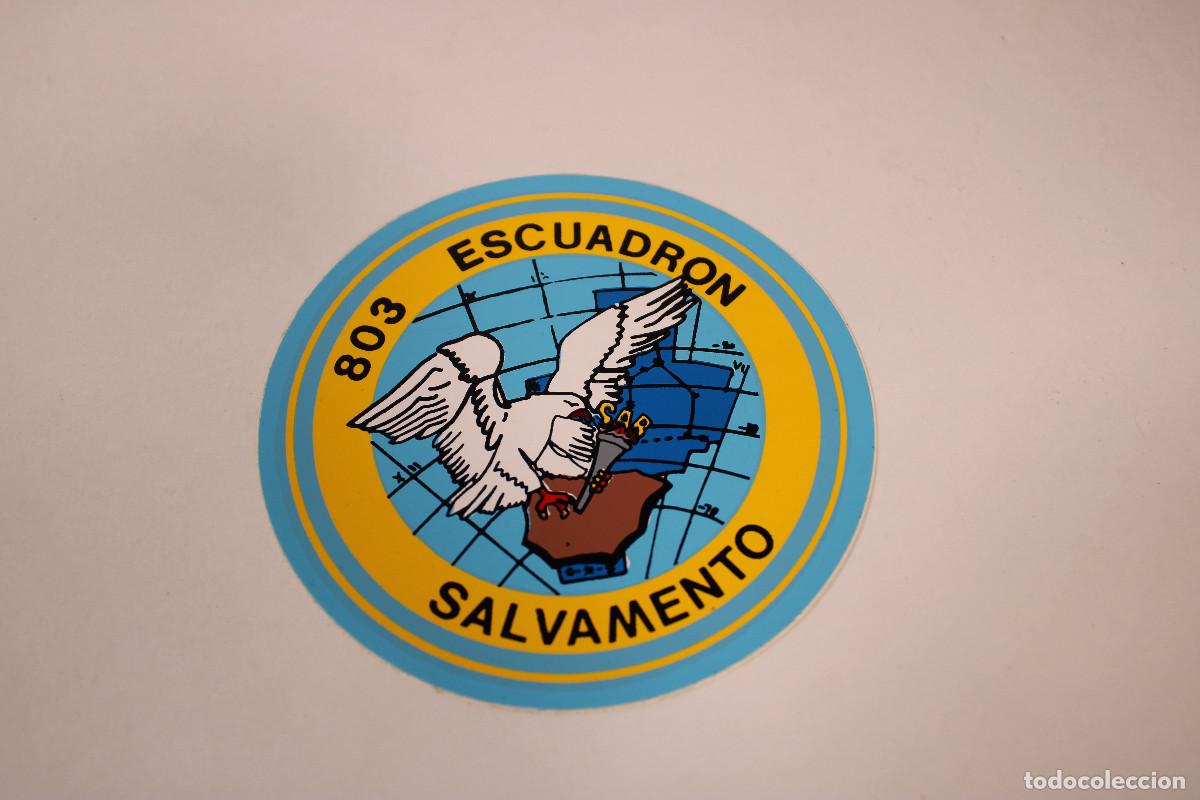 803 ESCUADRON
SAR
SALVAMENTO
todocoleccion